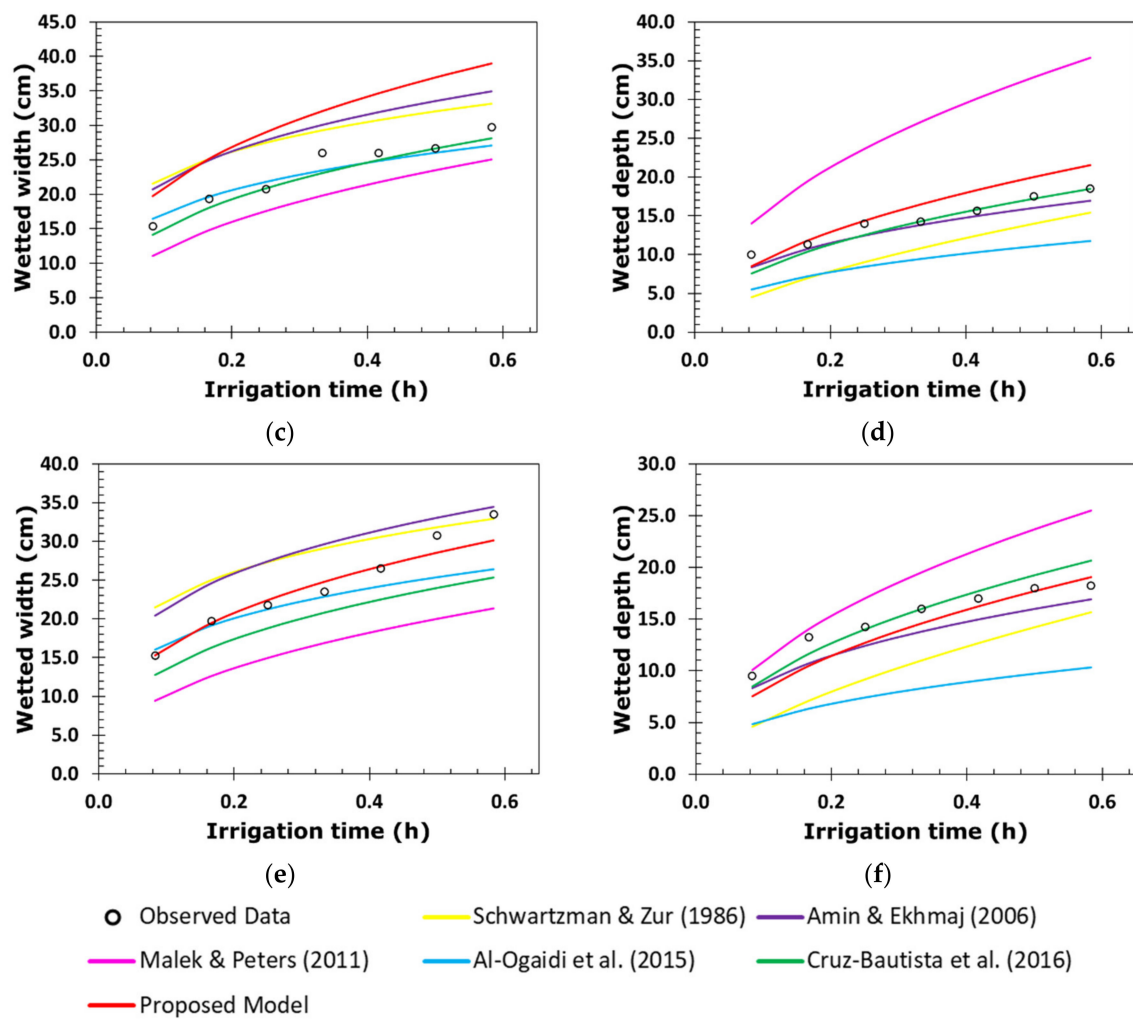 45.0
40.0
35.0
30.0
25.0
20.0
15.0
10.0
5.0
0.0
Wetted width (cm)
0.0 0.2 0.4 0.6
Irrigation time (h)
(c)
40.0
35.0
30.0
25.0
20.0
15.0
10.0
5.0
0.0
Wetted depth (cm)
0.0 0.2 0.4 0.6
Irrigation time (h)
(d)
40.0
35.0
30.0
25.0
20.0
15.0
10.0
5.0
0.0
Wetted width (cm)
0.0 0.2 0.4 0.6
Irrigation time (h)
(e)
30.0
25.0
20.0
15.0
10.0
5.0
0.0
Wetted depth (cm)
0.0 0.2 0.4 0.6
Irrigation time (h)
(f)
Observed Data Schwartzman & Zur (1986) Amin & Ekhmaj (2006)
Malek & Peters (2011) Al-Ogaidi et al. (2015) Cruz-Bautista et al. (2016)
Proposed Model